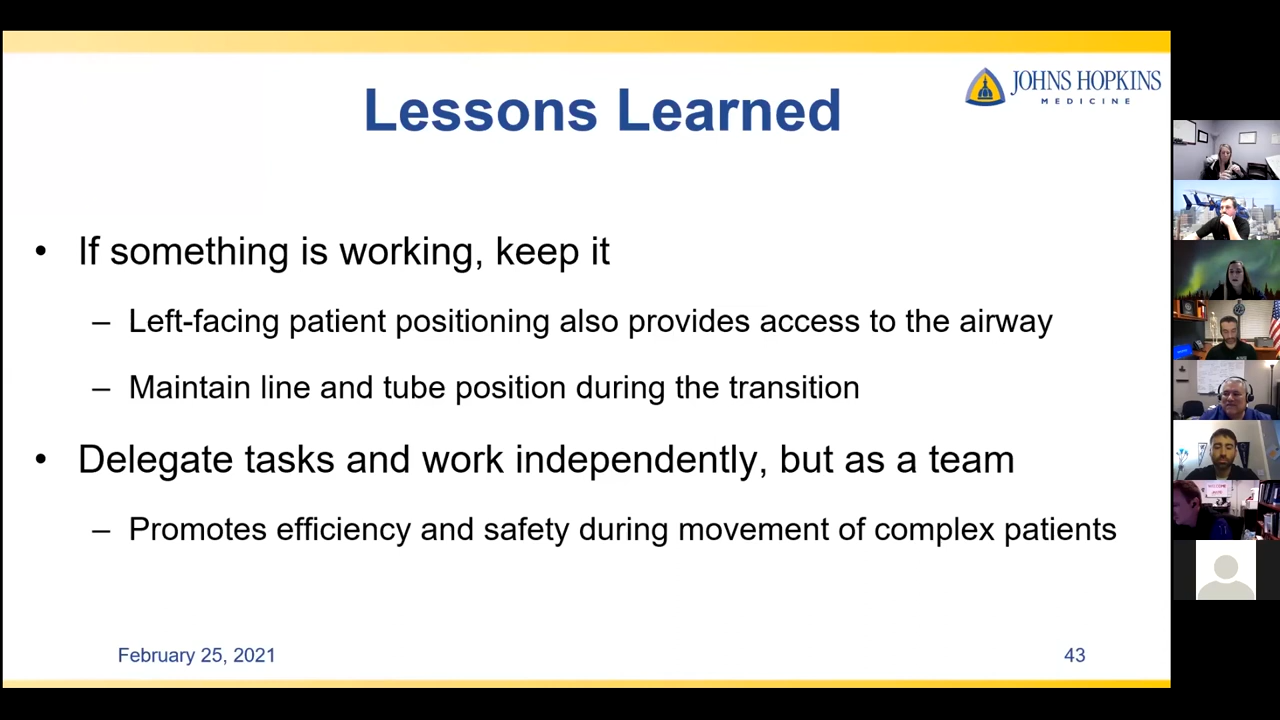 Lessons Learned
JOHNS HOPKINS
MEDICINE
• If something is working, keep it
– Left-facing patient positioning also provides access to the airway
– Maintain line and tube position during the transition
• Delegate tasks and work independently, but as a team
– Promotes efficiency and safety during movement of complex patients
February 25, 2021
43